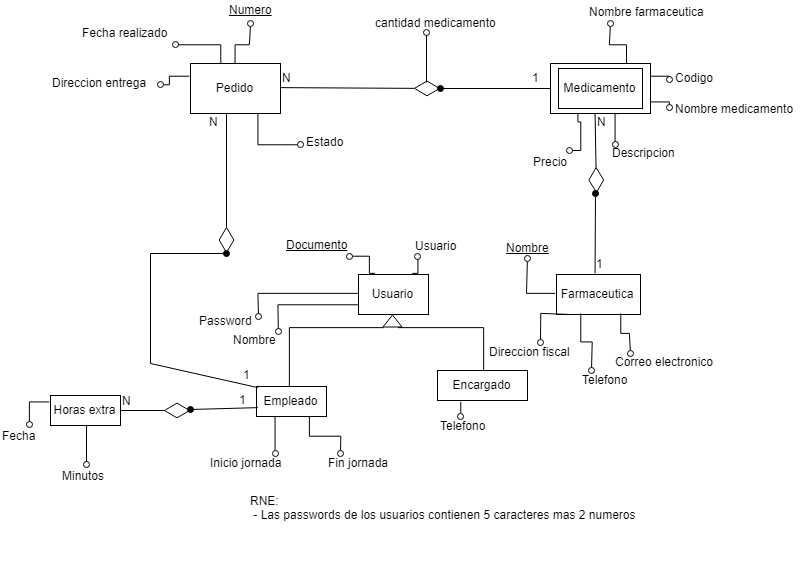 Numero
Nombre farmaceutica
cantidad medicamento
Fecha realizado
Direccion entrega
Pedido
N
1
Medicamento
Codigo
Nombre medicamento
N
N
Estado
Precio
Descripcion
Documento
Usuario
Nombre
1
Usuario
Farmaceutica
Password
Nombre
Direccion fiscal
Correo electronico
Telefono
1
Encargado
Horas extra
N
1
Empleado
Telefono
Fecha
Inicio jornada
Fin jornada
Minutos
RNE:
- Las passwords de los usuarios contienen 5 caracteres mas 2 numeros